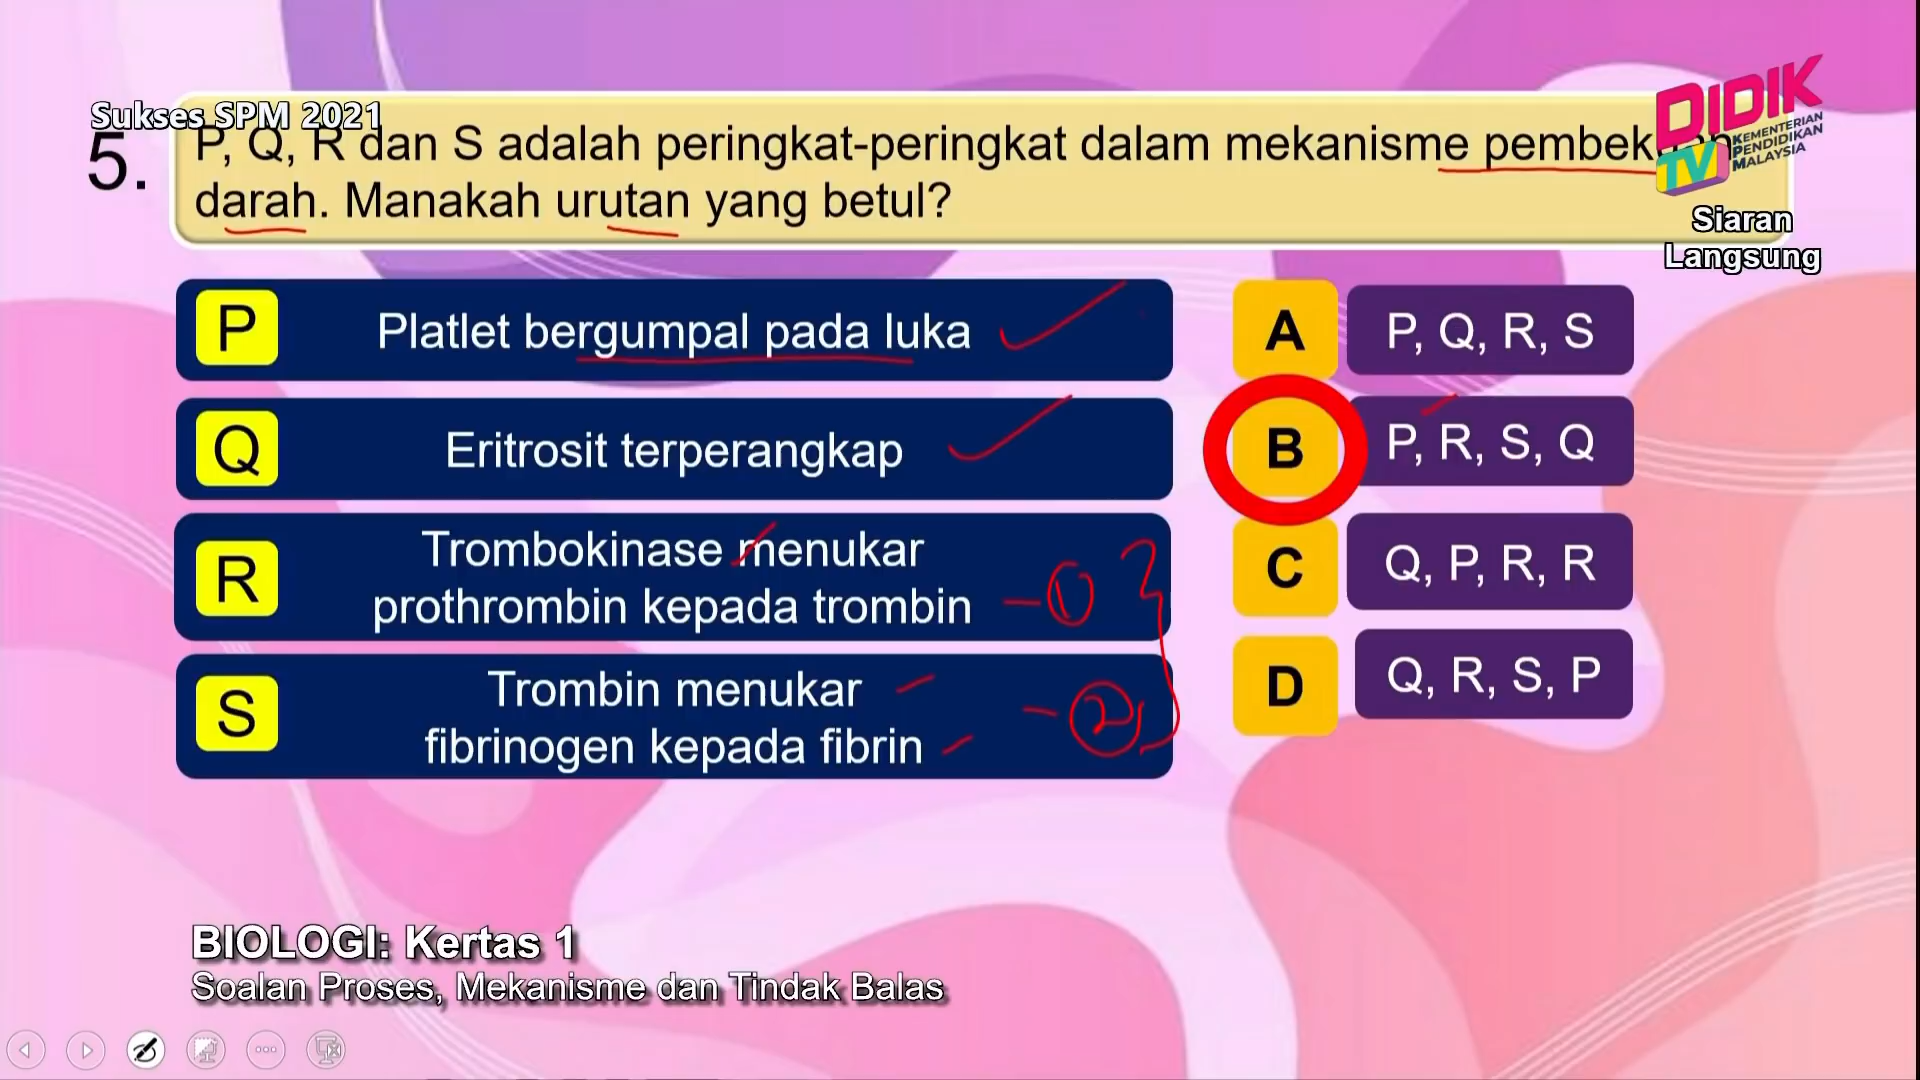 Sukses SPM 2021
5.
P, Q, R dan S adalah peringkat-peringkat dalam mekanisme
darah. Manakah urutan yang betul?
DIDIK
TV
KEMENTERIAN
PENDIDIKAN
MALAYSIA
Siaran
Langsung
P
Platlet bergumpal pada luka
Q
Eritrosit terperangkap
R
Trombokinase menukar
prothrombin kepada trombin
1
S
Trombin menukar
fibrinogen kepada fibrin
2
A
P, Q, R, S
B
P, R, S, Q
C
Q, P, R, R
D
Q, R, S, P
BIOLOGI: Kertas 1
Soalan Proses, Mekanisme dan Tindak Balas